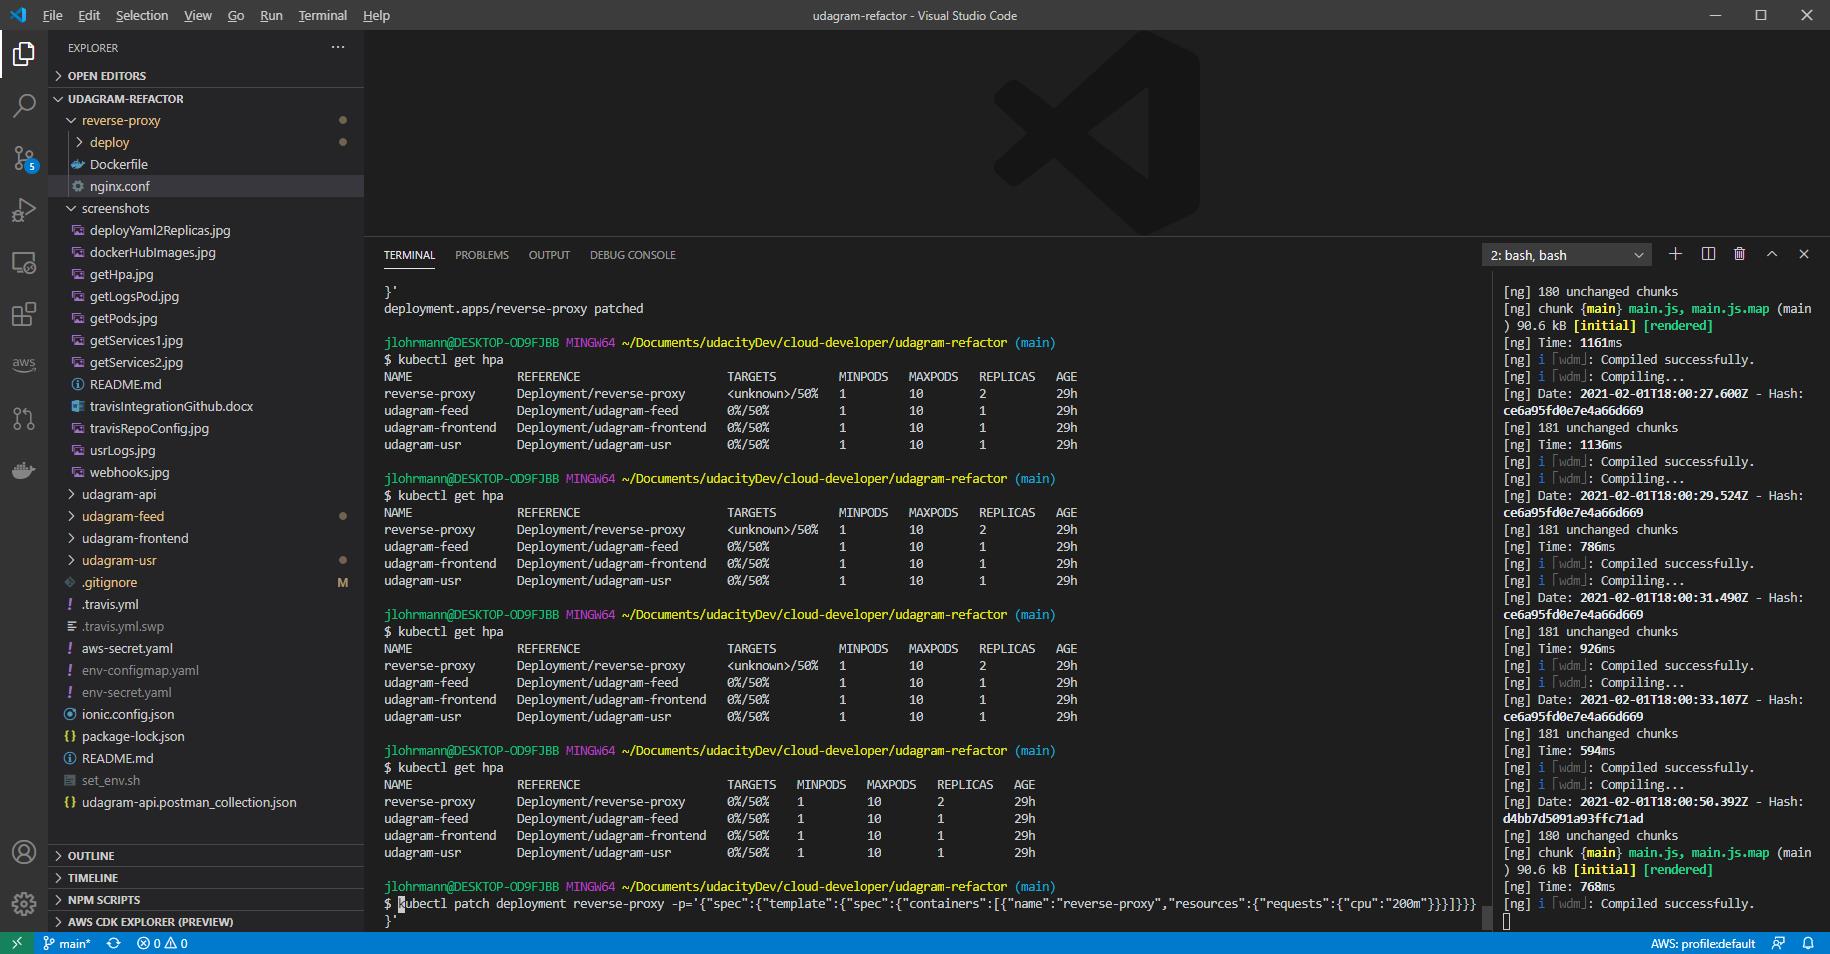 File Edit Selection View Go Run Terminal Help
udagram-refactor - Visual Studio Code
EXPLORER
OPEN EDITORS
UDAGRAM-REFACTOR
reverse-proxy
deploy
Dockerfile
nginx.conf
screenshots
deployYaml2Replicas.jpg
dockerHubImages.jpg
getHpa.jpg
getLogsPod.jpg
getPods.jpg
getServices1.jpg
getServices2.jpg
README.md
travisIntegrationGithub.docx
travisRepoConfig.jpg
usrLogs.jpg
webhooks.jpg
udagram-api
udagram-feed
udagram-frontend
udagram-usr
.gitignore M
.travis.yml
.travis.yml.swp
aws-secret.yaml
env-configmap.yaml
env-secret.yaml
ionic.config.json
package-lock.json
README.md
set_env.sh
udagram-api.postman_collection.json
OUTLINE
TIMELINE
NPM SCRIPTS
AWS CDK EXPLORER (PREVIEW)
5
aws
TERMINAL PROBLEMS OUTPUT DEBUG CONSOLE
2: bash, bash
}'
deployment.apps/reverse-proxy patched
jlohrmann@DESKTOP-OD9FJBB MINGW64 ~/Documents/udacityDev/cloud-developer/udagram-refactor (main)
$ kubectl get hpa
NAME REFERENCE TARGETS MINPODS MAXPODS REPLICAS AGE
reverse-proxy Deployment/reverse-proxy <unknown>/50% 1 10 2 29h
udagram-feed Deployment/udagram-feed 0%/50% 1 10 1 29h
udagram-frontend Deployment/udagram-frontend 0%/50% 1 10 1 29h
udagram-usr Deployment/udagram-usr 0%/50% 1 10 1 29h
jlohrmann@DESKTOP-OD9FJBB MINGW64 ~/Documents/udacityDev/cloud-developer/udagram-refactor (main)
$ kubectl get hpa
NAME REFERENCE TARGETS MINPODS MAXPODS REPLICAS AGE
reverse-proxy Deployment/reverse-proxy <unknown>/50% 1 10 2 29h
udagram-feed Deployment/udagram-feed 0%/50% 1 10 1 29h
udagram-frontend Deployment/udagram-frontend 0%/50% 1 10 1 29h
udagram-usr Deployment/udagram-usr 0%/50% 1 10 1 29h
jlohrmann@DESKTOP-OD9FJBB MINGW64 ~/Documents/udacityDev/cloud-developer/udagram-refactor (main)
$ kubectl get hpa
NAME REFERENCE TARGETS MINPODS MAXPODS REPLICAS AGE
reverse-proxy Deployment/reverse-proxy <unknown>/50% 1 10 2 29h
udagram-feed Deployment/udagram-feed 0%/50% 1 10 1 29h
udagram-frontend Deployment/udagram-frontend 0%/50% 1 10 1 29h
udagram-usr Deployment/udagram-usr 0%/50% 1 10 1 29h
jlohrmann@DESKTOP-OD9FJBB MINGW64 ~/Documents/udacityDev/cloud-developer/udagram-refactor (main)
$ kubectl get hpa
NAME REFERENCE TARGETS MINPODS MAXPODS REPLICAS AGE
reverse-proxy Deployment/reverse-proxy 0%/50% 1 10 2 29h
udagram-feed Deployment/udagram-feed 0%/50% 1 10 1 29h
udagram-frontend Deployment/udagram-frontend 0%/50% 1 10 1 29h
udagram-usr Deployment/udagram-usr 0%/50% 1 10 1 29h
jlohrmann@DESKTOP-OD9FJBB MINGW64 ~/Documents/udacityDev/cloud-developer/udagram-refactor (main)
$ kubectl patch deployment reverse-proxy -p='{"spec":{"template":{"spec":{"containers":[{"name":"reverse-proxy","resources":{"requests":{"cpu":"200m"}}}]}}}
}'
[ng] 180 unchanged chunks
[ng] chunk {main} main.js, main.js.map (main
) 90.6 kB [initial] [rendered]
[ng] Time: 1161ms
[ng] i ｢wdm｣: Compiled successfully.
[ng] i ｢wdm｣: Compiling...
[ng] Date: 2021-02-01T18:00:27.600Z - Hash:
ce6a95fd0e7e4a66d669
[ng] 181 unchanged chunks
[ng] Time: 1136ms
[ng] i ｢wdm｣: Compiled successfully.
[ng] i ｢wdm｣: Compiling...
[ng] Date: 2021-02-01T18:00:29.524Z - Hash:
ce6a95fd0e7e4a66d669
[ng] 181 unchanged chunks
[ng] Time: 786ms
[ng] i ｢wdm｣: Compiled successfully.
[ng] i ｢wdm｣: Compiling...
[ng] Date: 2021-02-01T18:00:31.490Z - Hash:
ce6a95fd0e7e4a66d669
[ng] 181 unchanged chunks
[ng] Time: 926ms
[ng] i ｢wdm｣: Compiled successfully.
[ng] i ｢wdm｣: Compiling...
[ng] Date: 2021-02-01T18:00:33.107Z - Hash:
ce6a95fd0e7e4a66d669
[ng] 181 unchanged chunks
[ng] Time: 594ms
[ng] i ｢wdm｣: Compiled successfully.
[ng] i ｢wdm｣: Compiling...
[ng] Date: 2021-02-01T18:00:50.392Z - Hash:
d4bb7d5091a93ffc71ad
[ng] 180 unchanged chunks
[ng] chunk {main} main.js, main.js.map (main
) 90.6 kB [initial] [rendered]
[ng] Time: 768ms
[ng] i ｢wdm｣: Compiled successfully.
main* 0 0 AWS: profile:default